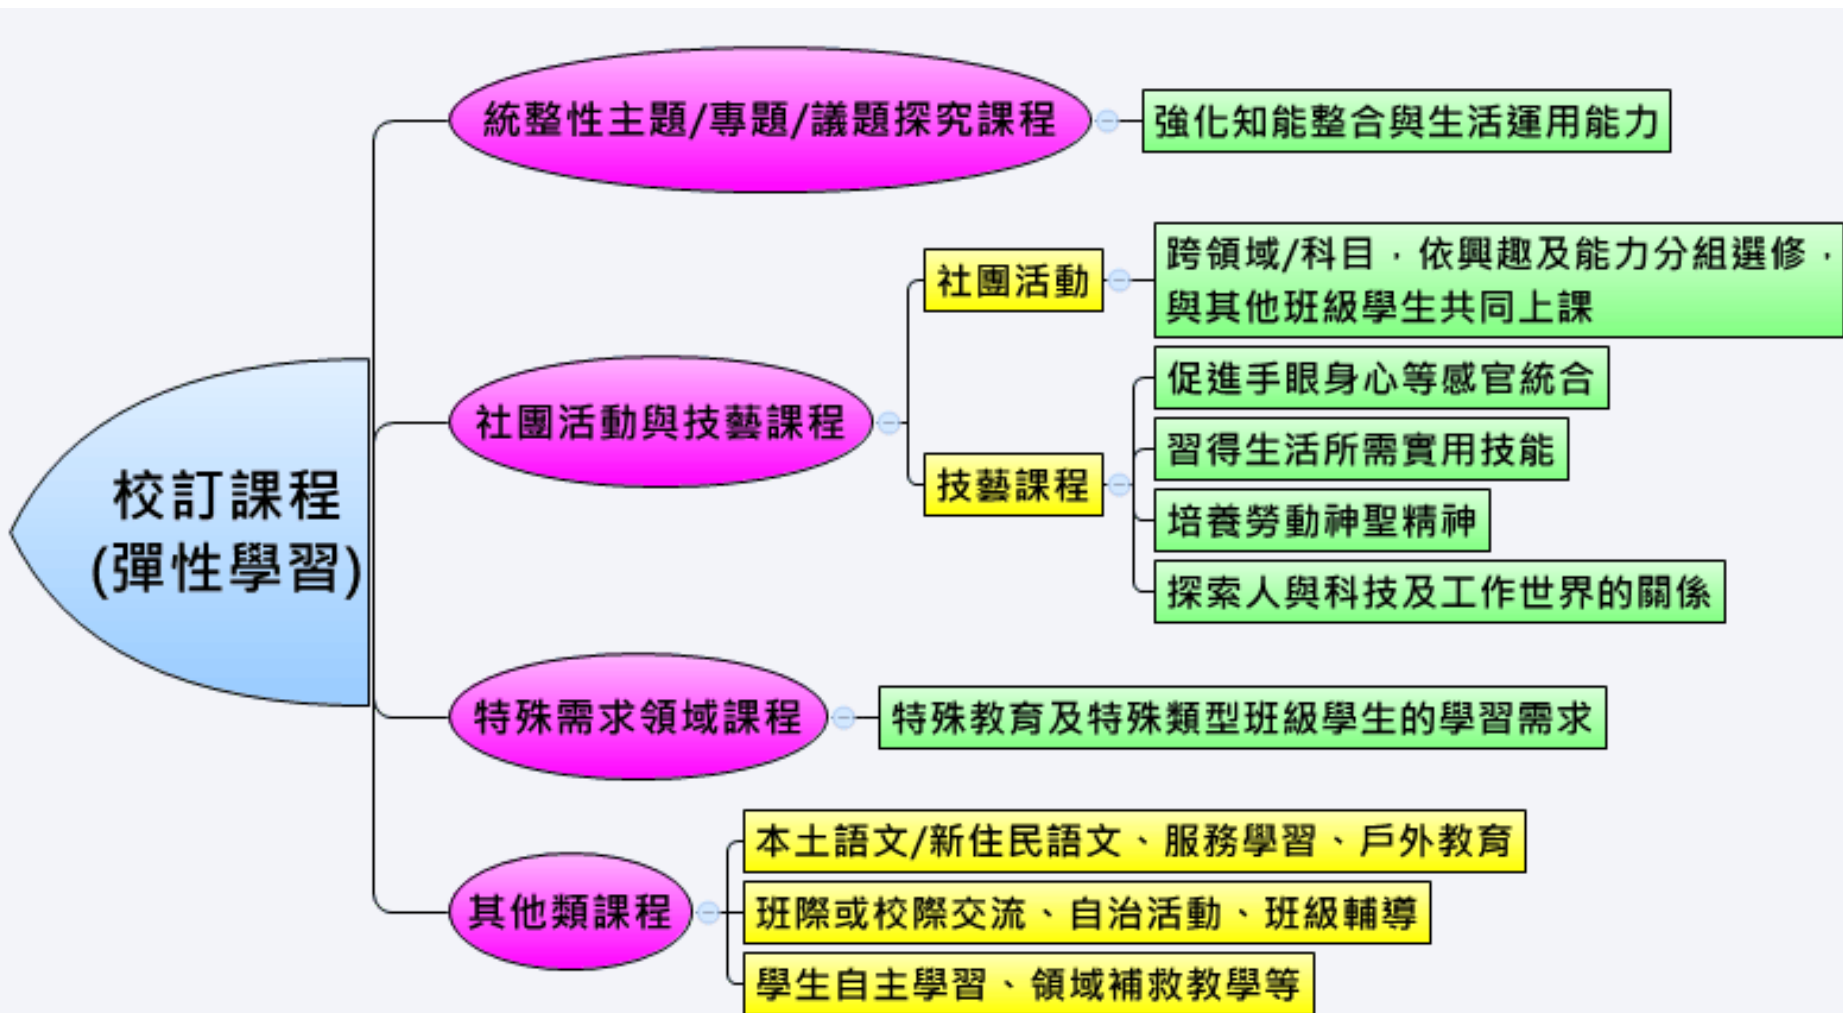 校訂課程
(彈性學習)
統整性主題/專題/議題探究課程
強化知能整合與生活運用能力
社團活動與技藝課程
社團活動
跨領域/科目，依興趣及能力分組選修，
與其他班級學生共同上課
技藝課程
促進手眼身心等感官統合
習得生活所需實用技能
培養勞動神聖精神
探索人與科技及工作世界的關係
特殊需求領域課程
特殊教育及特殊類型班級學生的學習需求
其他類課程
本土語文/新住民語文、服務學習、戶外教育
班際或校際交流、自治活動、班級輔導
學生自主學習、領域補救教學等